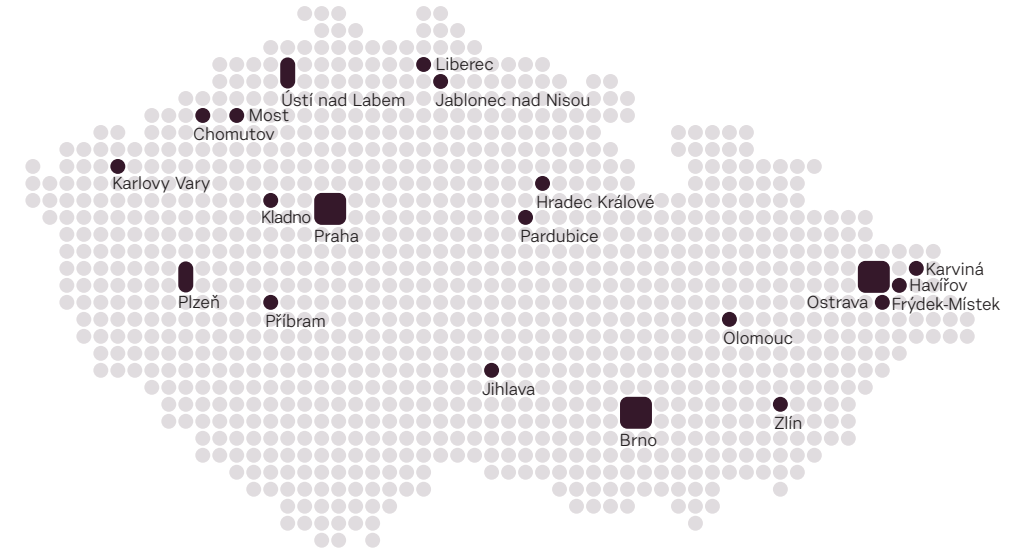 Liberec
Ústí nad Labem
Jablonec nad Nisou
Most
Chomutov
Karlovy Vary
Hradec Králové
Kladno
Praha
Pardubice
Karviná
Havířov
Plzeň
Ostrava
Frýdek-Místek
Příbram
Olomouc
Jihlava
Zlín
Brno